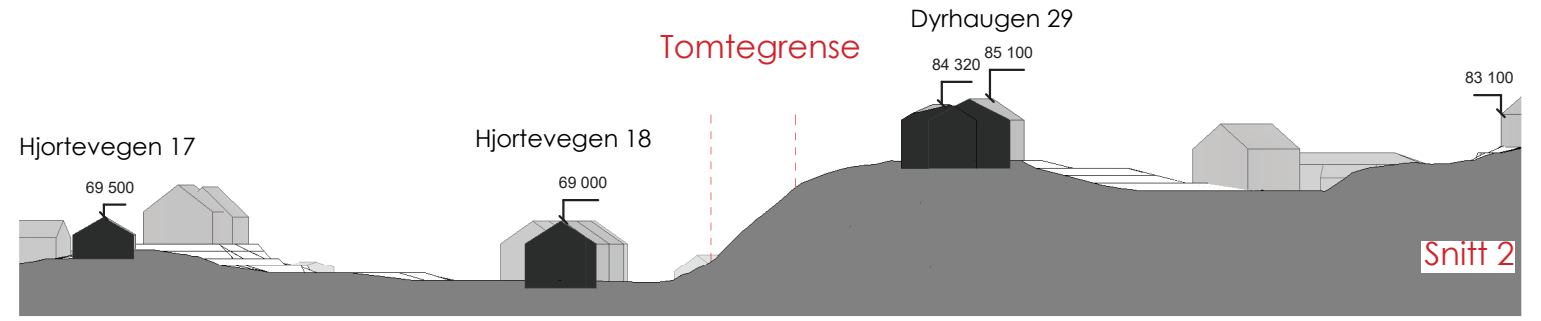 Dyrhaugen 29
Tomtegrense
85 100
84 320
83 100
Hjortevegen 17
Hjortevegen 18
69 500
69 000
Snitt 2